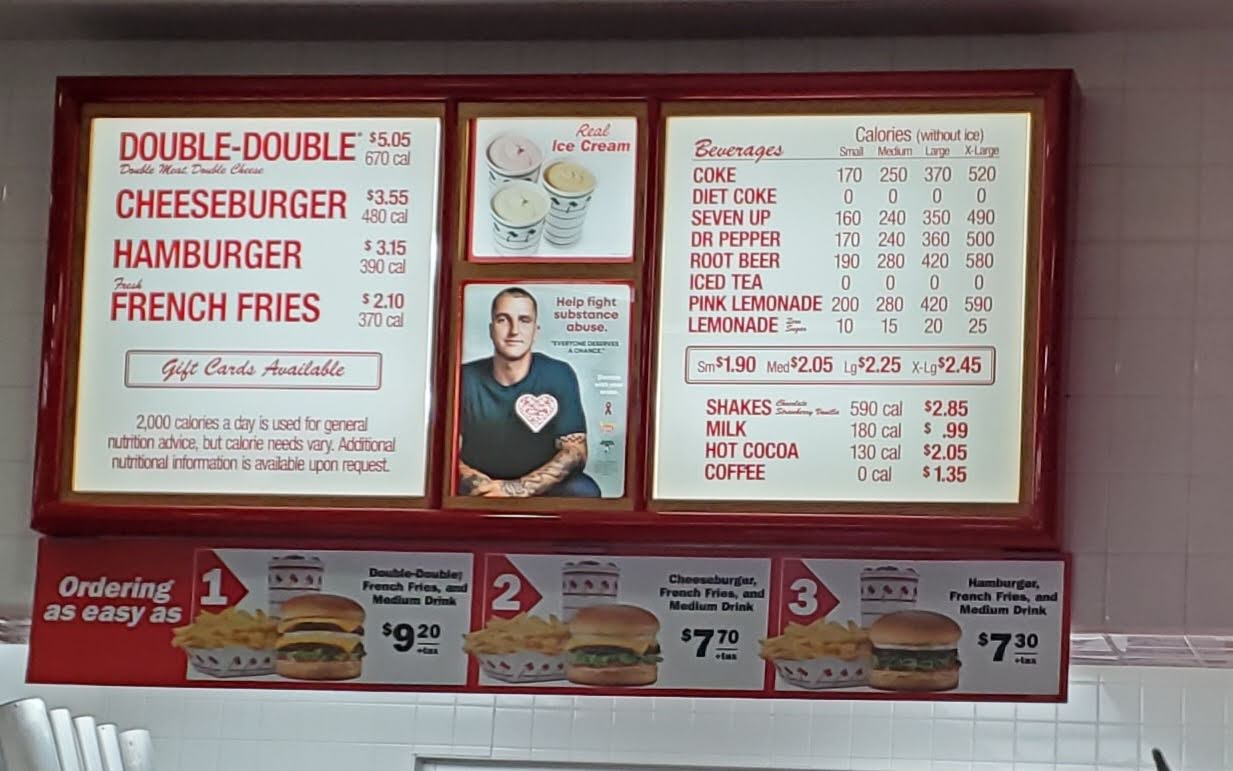 DOUBLE-DOUBLE® $5.05
Double Meat, Double Cheese 670 cal
CHEESEBURGER $3.55
480 cal
HAMBURGER $3.15
390 cal
Fresh
FRENCH FRIES $2.10
370 cal
Gift Cards Available
2,000 calories a day is used for general
nutrition advice, but calorie needs vary. Additional
nutritional information is available upon request.
Real
Ice Cream
Help fight
substance
abuse.
"EVERYONE DESERVES
A CHANCE."
Calories (without ice)
Beverages Small Medium Large X-Large
COKE 170 250 370 520
DIET COKE 0 0 0 0
SEVEN UP 160 240 350 490
DR PEPPER 170 240 360 500
ROOT BEER 190 280 420 580
ICED TEA 0 0 0 0
PINK LEMONADE 200 280 420 590
LEMONADE Zero Sugar 10 15 20 25
Sm$1.90 Med$2.05 Lg$2.25 X-Lg$2.45
SHAKES Chocolate Strawberry Vanilla 590 cal $2.85
MILK 180 cal $ .99
HOT COCOA 130 cal $2.05
COFFEE 0 cal $1.35
Ordering
as easy as
1
Double-Double,
French Fries, and
Medium Drink
$9 20
+tax
2
Cheeseburger,
French Fries, and
Medium Drink
$7 70
+tax
3
Hamburger,
French Fries, and
Medium Drink
$7 30
+tax